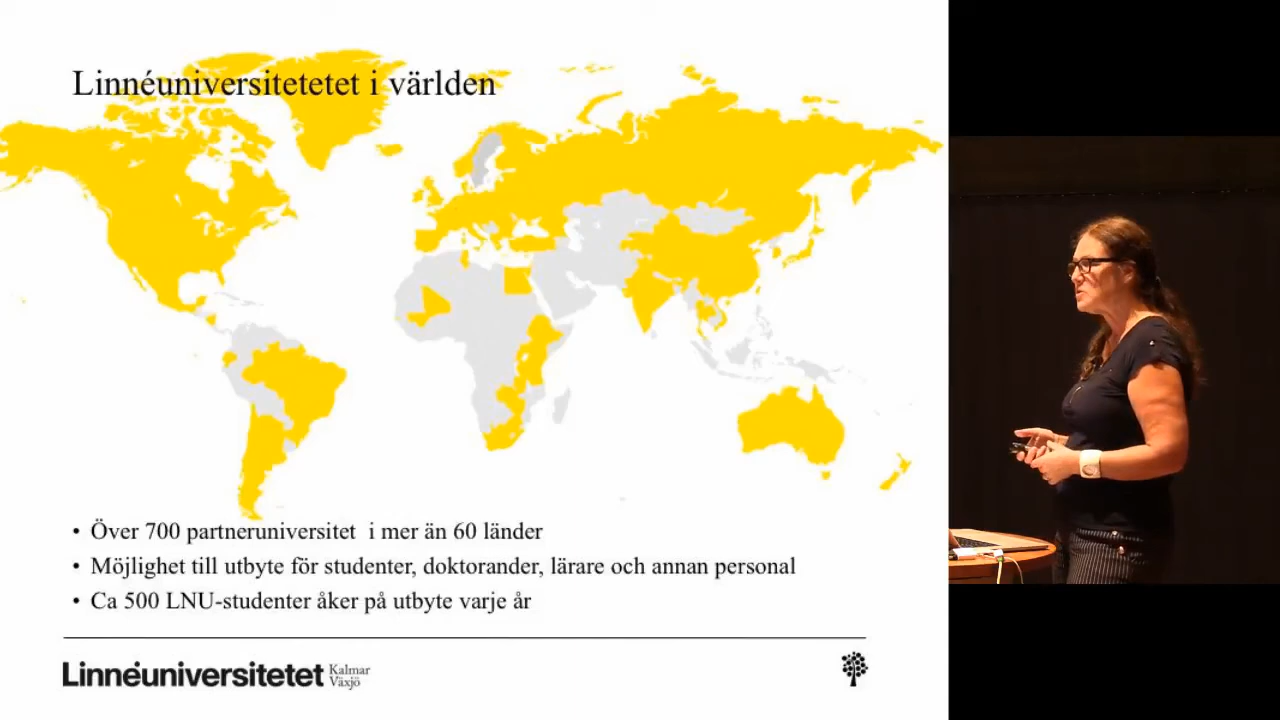 Linnéuniversitetetet i världen
• Över 700 partneruniversitet i mer än 60 länder
• Möjlighet till utbyte för studenter, doktorander, lärare och annan personal
• Ca 500 LNU-studenter åker på utbyte varje år
Linnéuniversitetet
Kalmar
Växjö